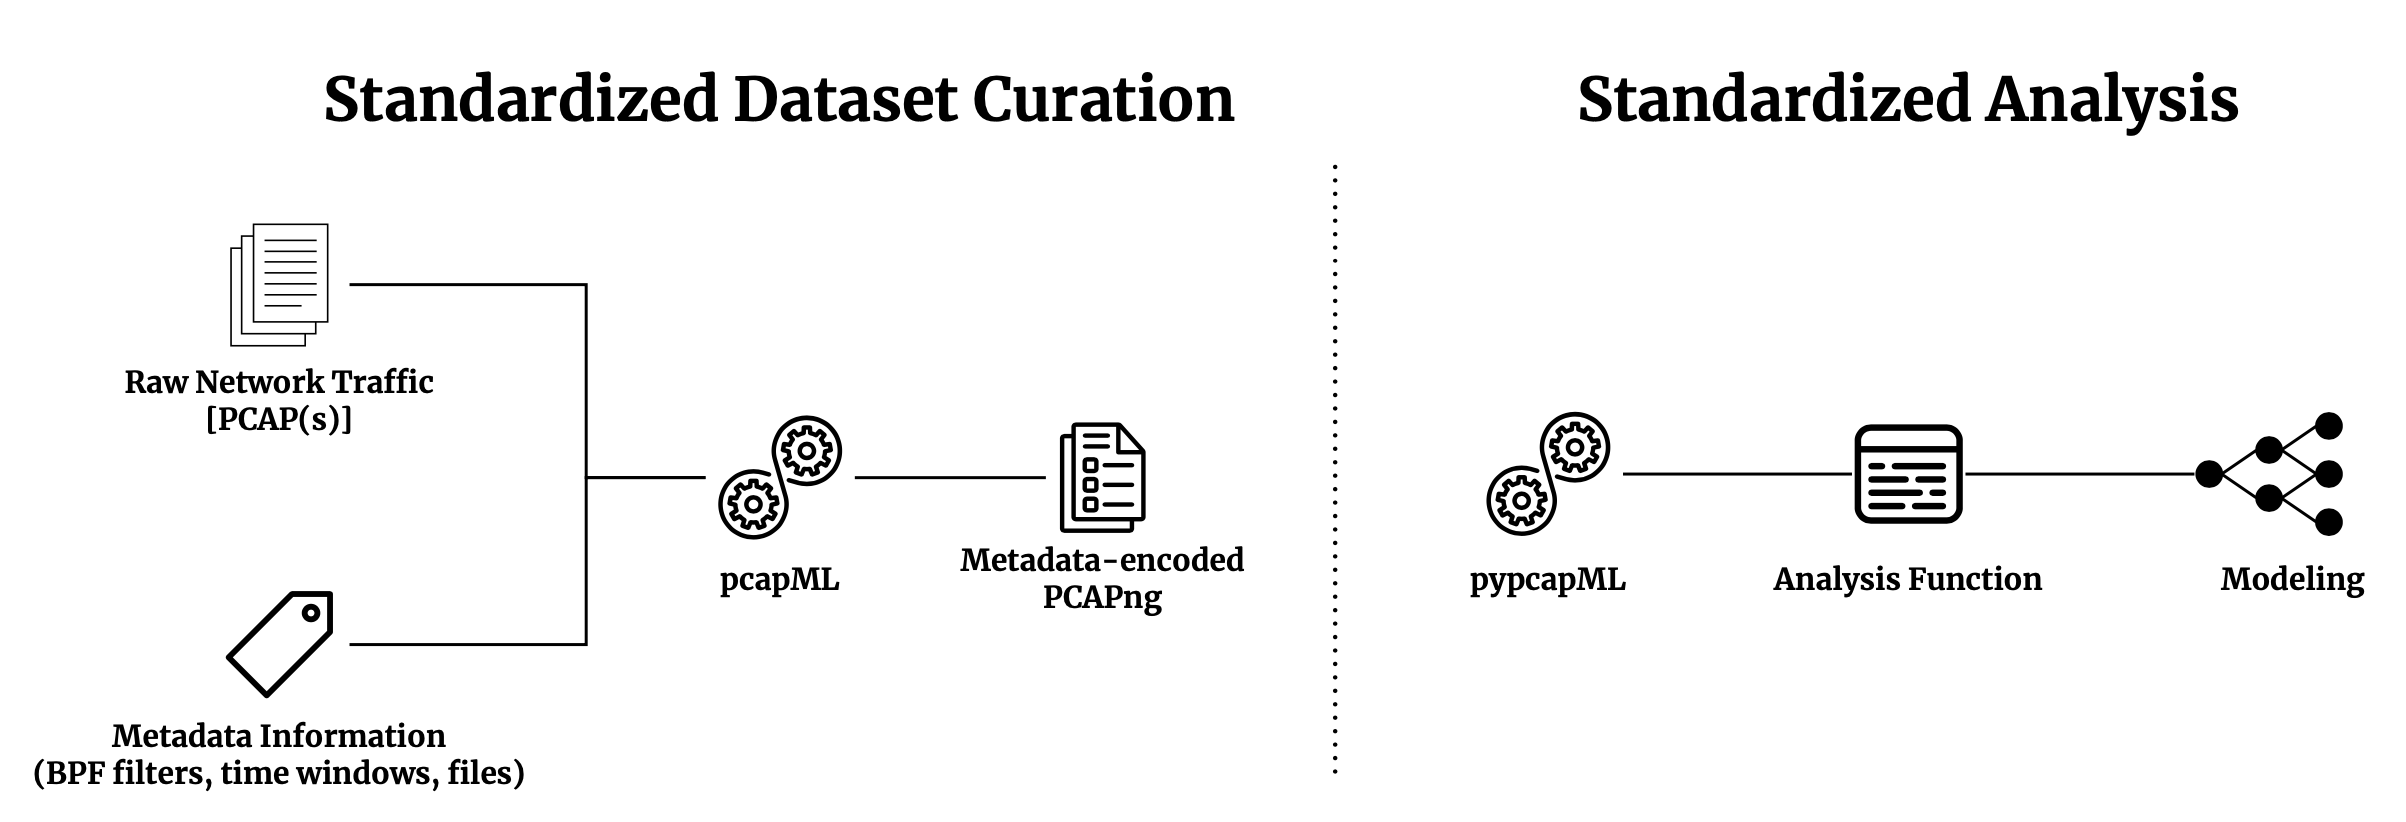 Standardized Dataset Curation
Standardized Analysis
Raw Network Traffic
[PCAP(s)]
pcapML
Metadata-encoded
PCAPng
Metadata Information
(BPF filters, time windows, files)
pypcapML
Analysis Function
Modeling